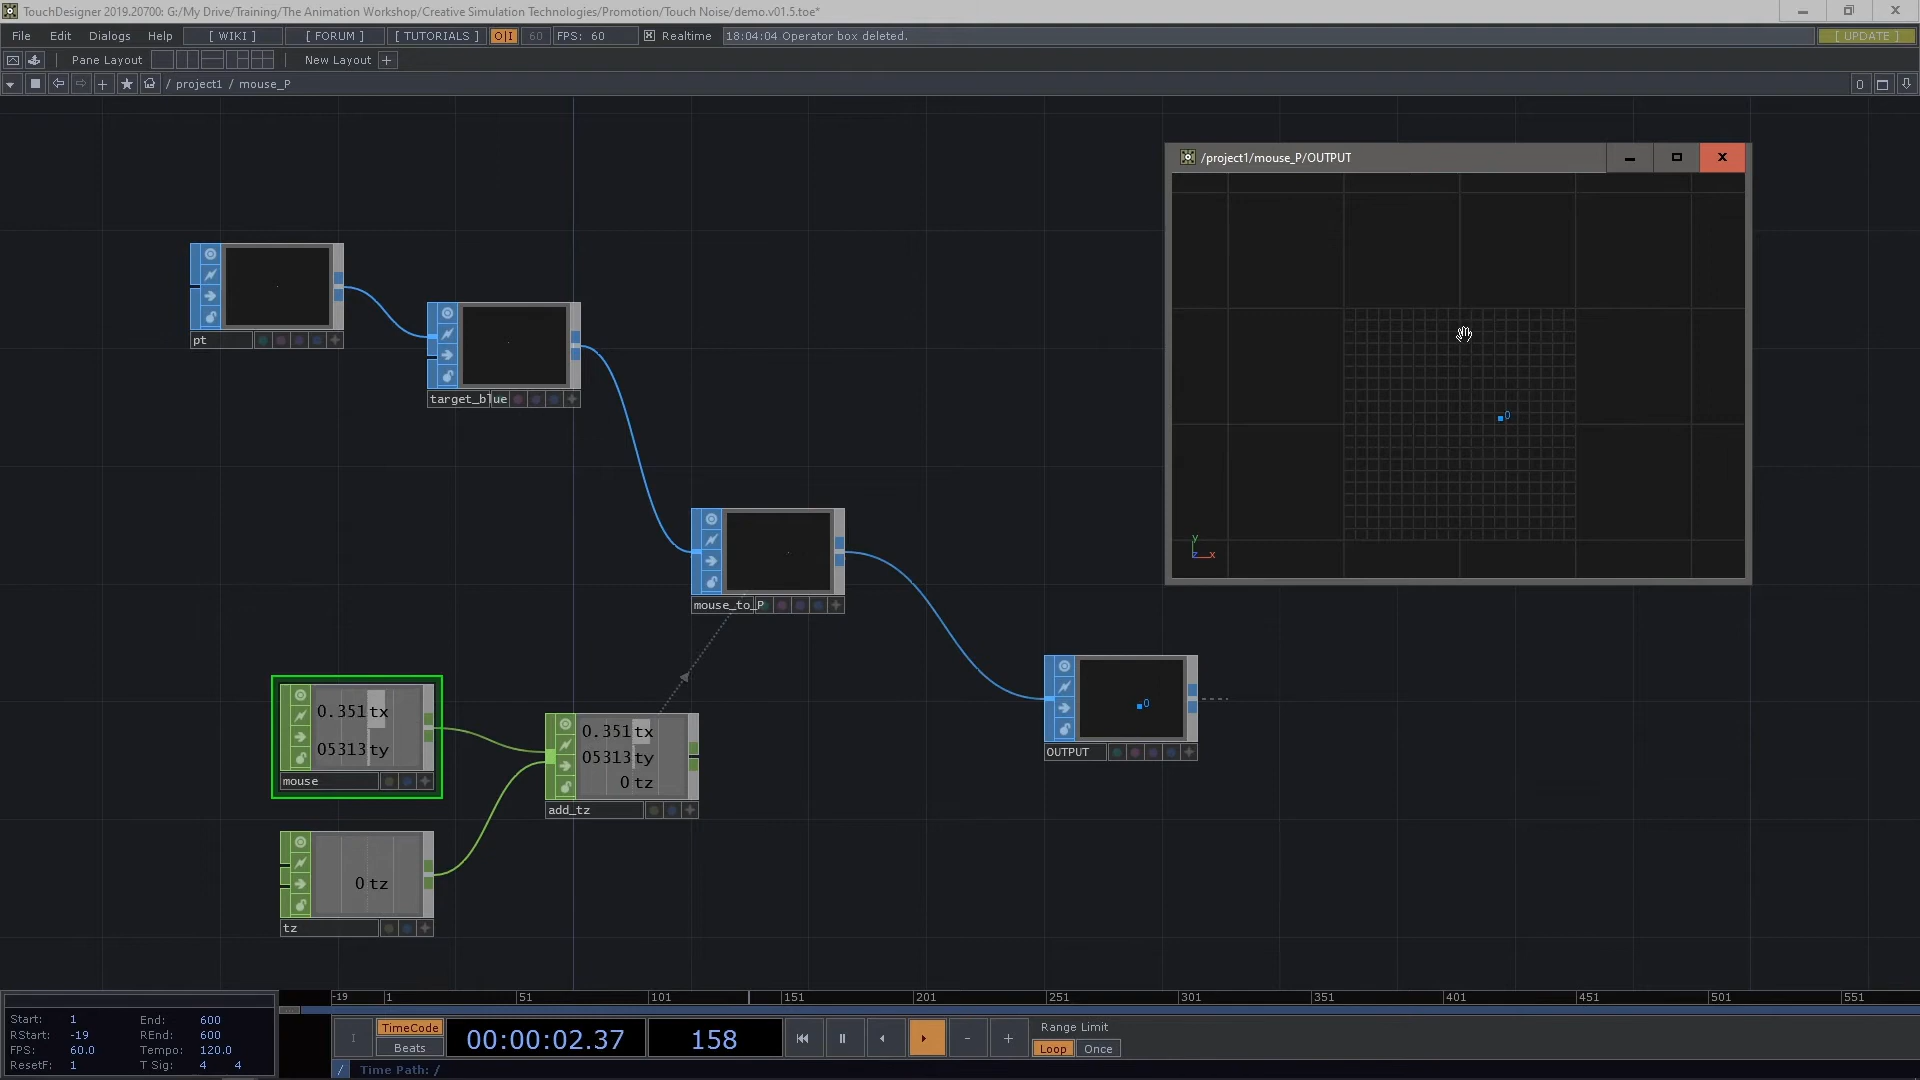 TouchDesigner 2019.20700: G:/My Drive/Training/The Animation Workshop/Creative Simulation Technologies/Promotion/Touch Noise/demo.v01.5.toe*
File Edit Dialogs Help [ WIKI ] [ FORUM ] [ TUTORIALS ] O|I 60 FPS: 60 Realtime 18:04:04 Operator box deleted. [ UPDATE ]
Pane Layout New Layout +
/ project1 / mouse_P 0
/project1/mouse_P/OUTPUT
0
y
z x
pt
target_blue
mouse_to_P
0
OUTPUT
0.351 tx
05313 ty
mouse
0.351 tx
05313 ty
0 tz
add_tz
0 tz
tz
-19 1 51 101 151 201 251 301 351 401 451 501 551
Start: 1 End: 600
RStart: -19 REnd: 600
FPS: 60.0 Tempo: 120.0
ResetF: 1 T Sig: 4 4
I TimeCode Beats 00:00:02.37 158 - + Range Limit
Loop Once
/ Time Path: /